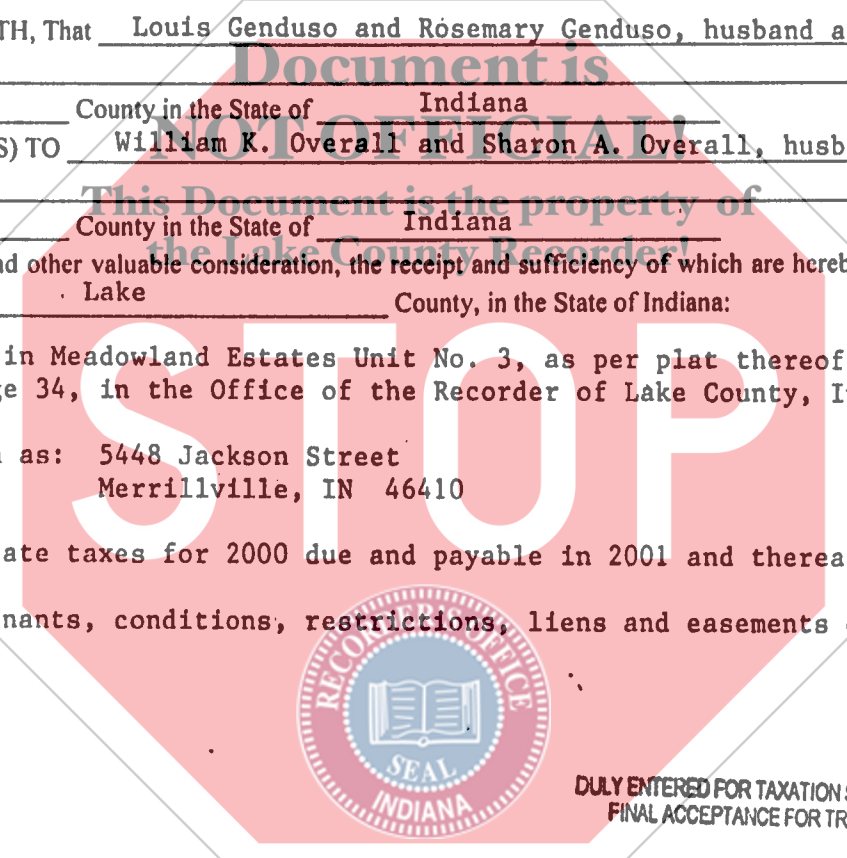 TH, That Louis Genduso and Rosemary Genduso, husband a
Document is
County in the State of Indiana
NOT OFFICIAL!
S) TO William K. Overall and Sharon A. Overall, husb
This Document is the property of
County in the State of Indiana
the Lake County Recorder!
nd other valuable consideration, the receipt and sufficiency of which are hereb
Lake County, in the State of Indiana:
STOP
in Meadowland Estates Unit No. 3, as per plat thereof
ge 34, in the Office of the Recorder of Lake County, I
as: 5448 Jackson Street
Merrillville, IN 46410
ate taxes for 2000 due and payable in 2001 and therea
nants, conditions, restrictions, liens and easements
RECORDER'S OFFICE
SEAL
INDIANA
DULY ENTERED FOR TAXATION S
FINAL ACCEPTANCE FOR TR